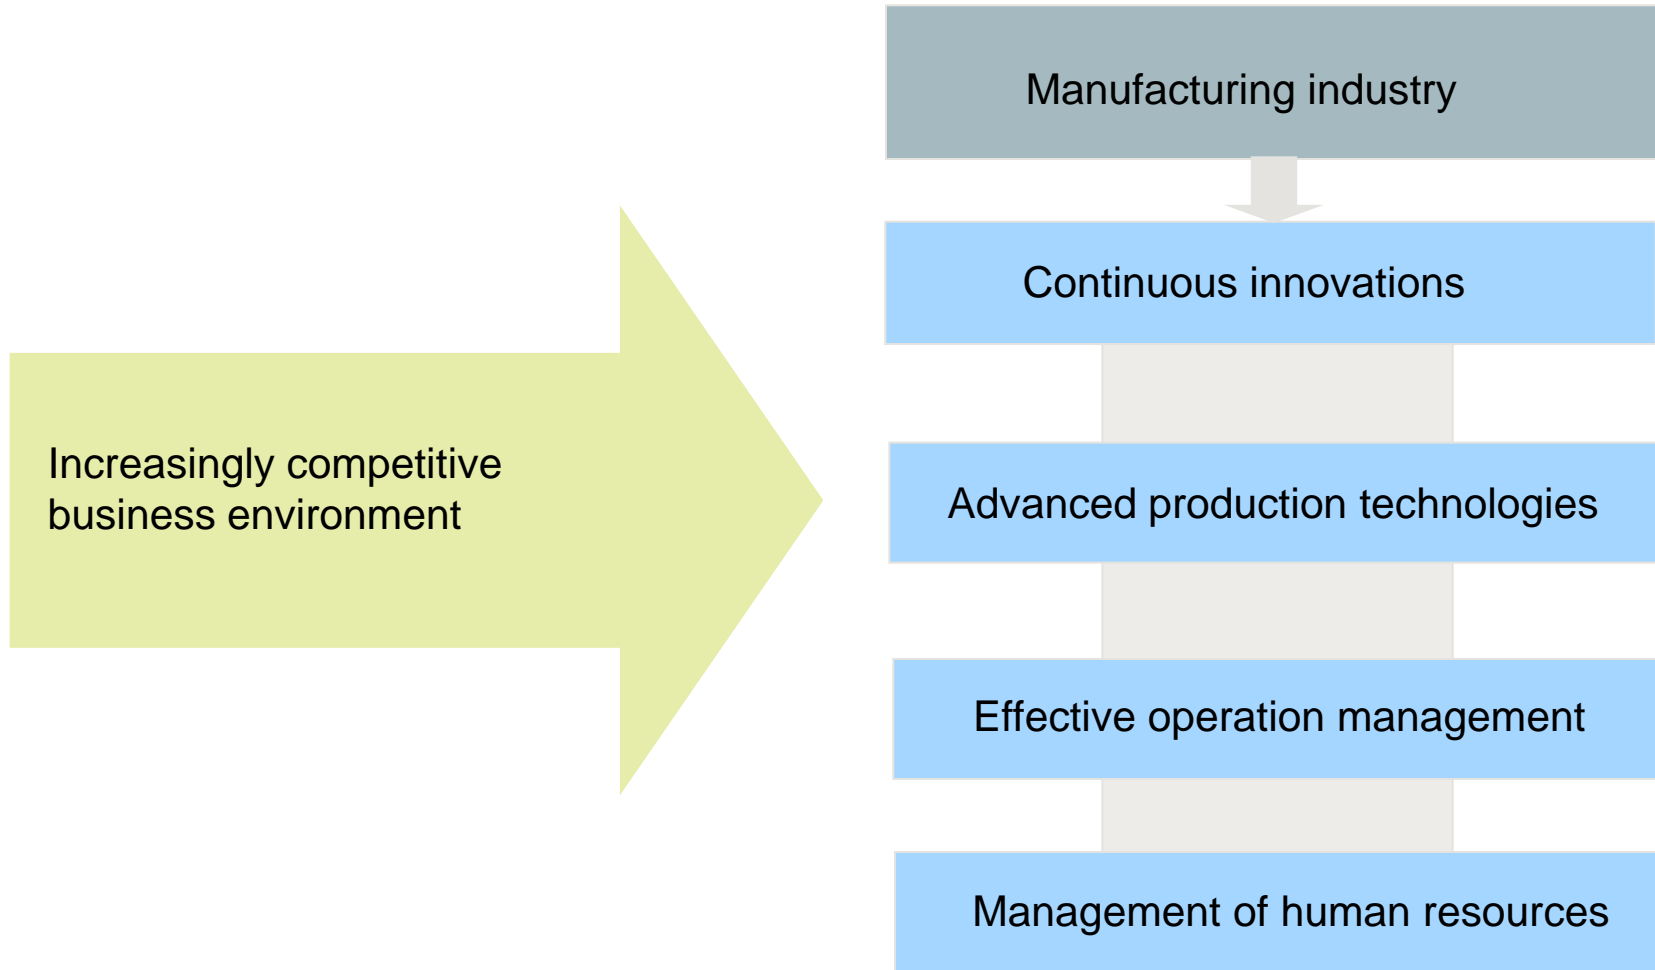 Manufacturing industry
Continuous innovations
Increasingly competitive
business environment
Advanced production technologies
Effective operation management
Management of human resources